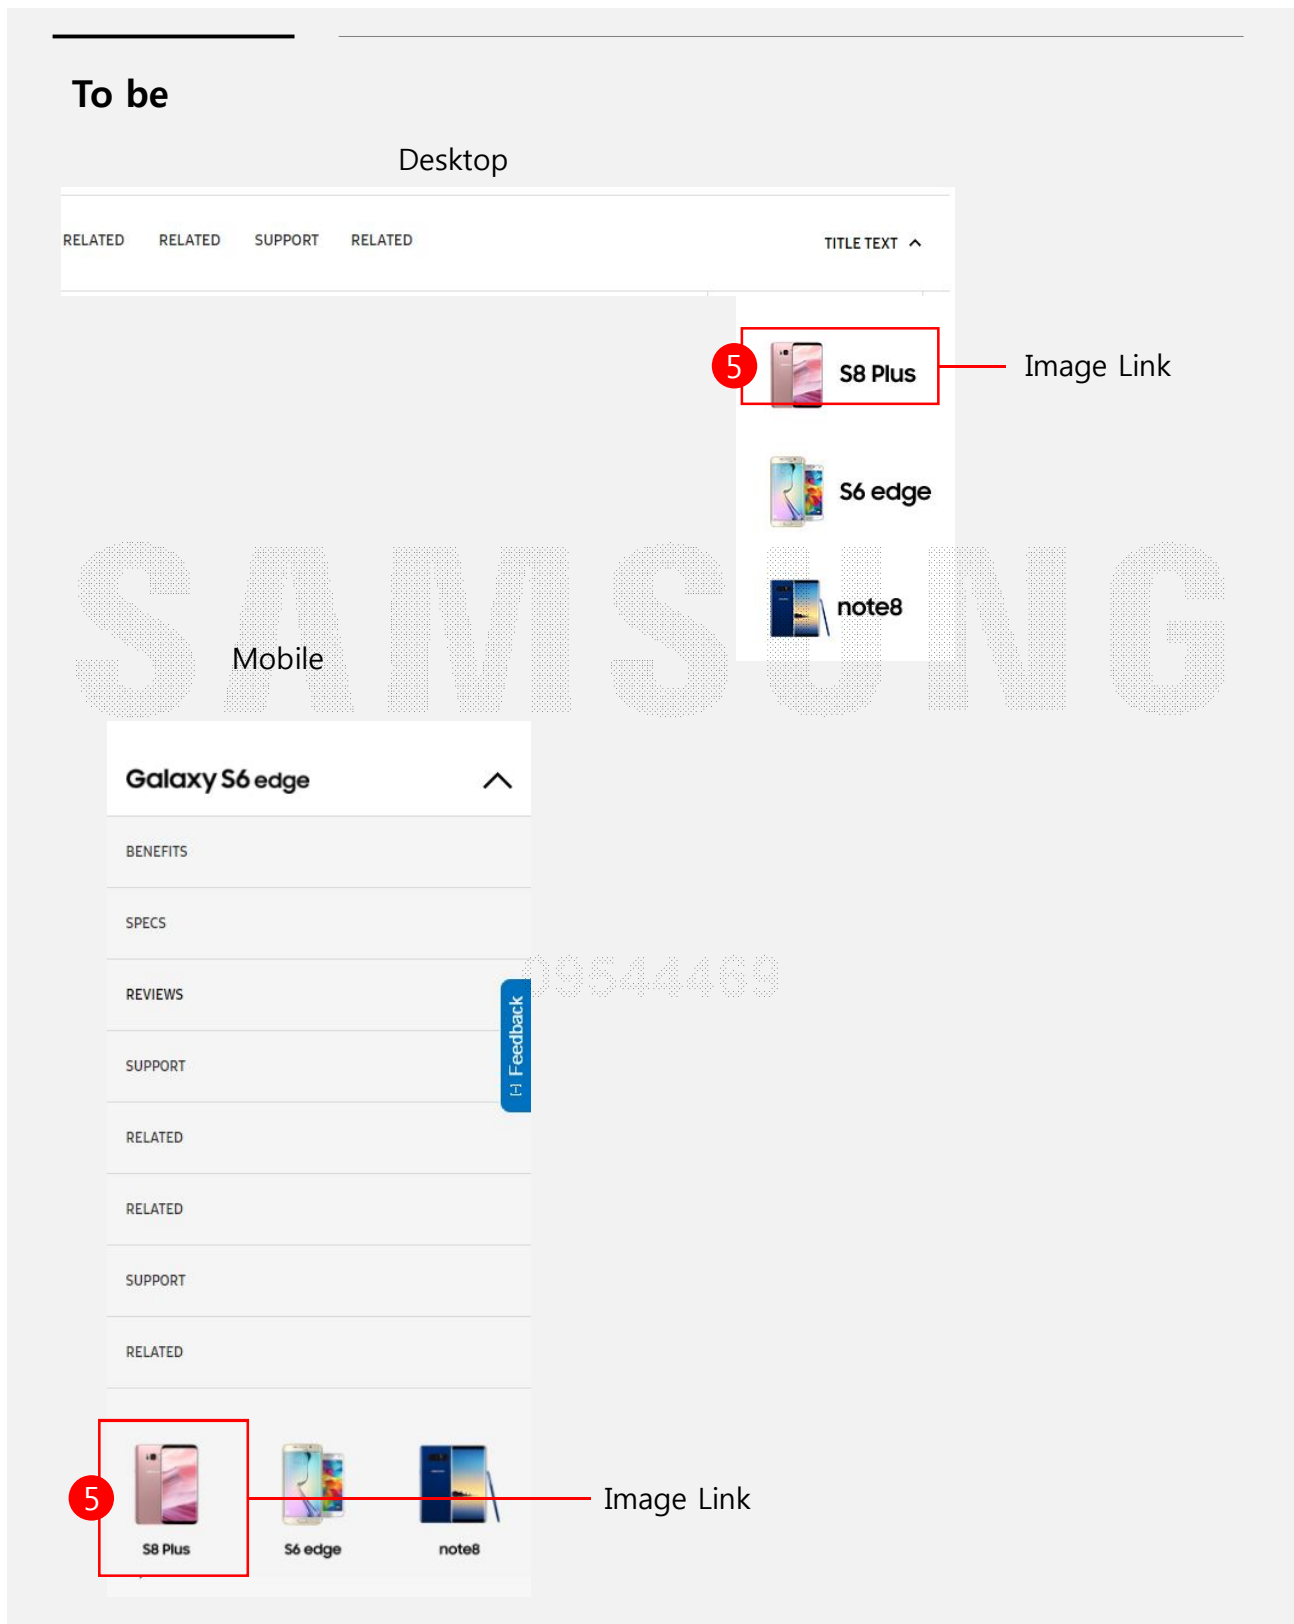 To be
Desktop
RELATED RELATED SUPPORT RELATED TITLE TEXT
5 S8 Plus Image Link
S6 edge
note8
SAMSUNG
Mobile
Galaxy S6 edge
BENEFITS
SPECS
09544469
REVIEWS
[-] Feedback
SUPPORT
RELATED
RELATED
SUPPORT
RELATED
5 Image Link
S8 Plus S6 edge note8